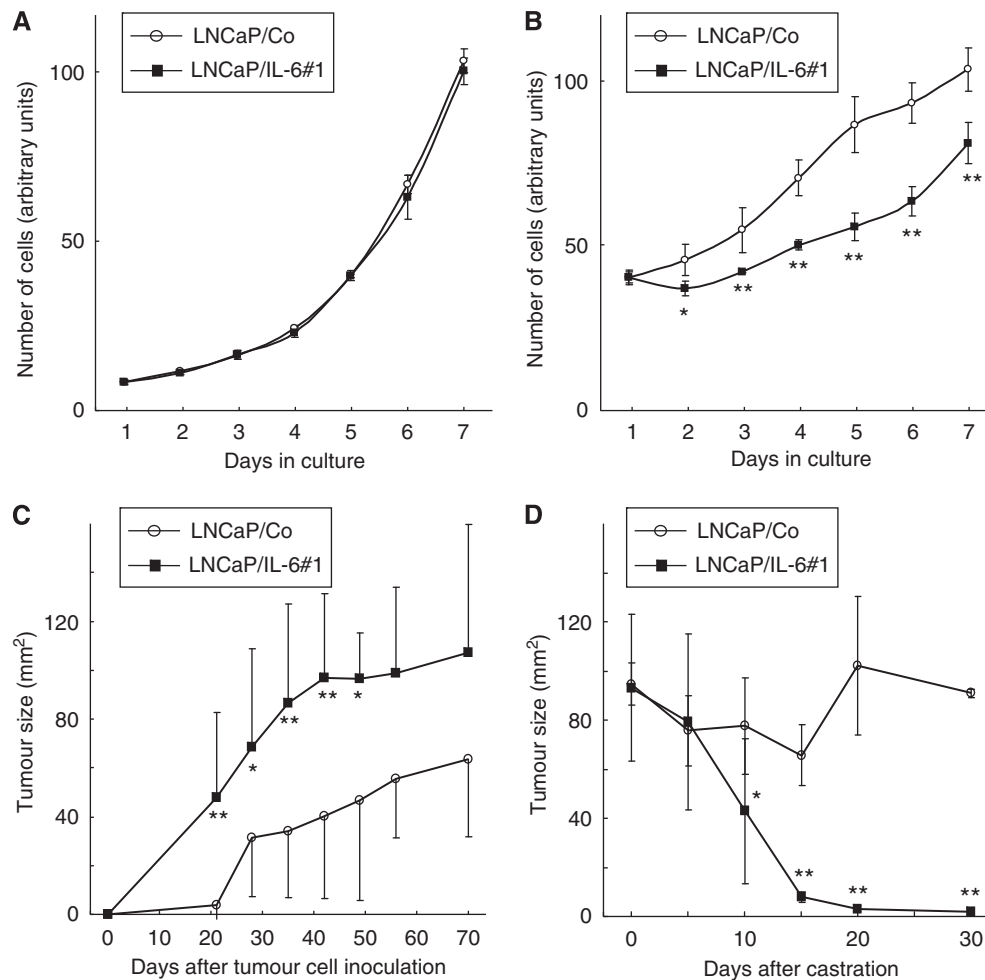 A
LNCaP/Co
LNCaP/IL-6#1
Number of cells (arbitrary units)
100
50
0
1 2 3 4 5 6 7
Days in culture
B
LNCaP/Co
LNCaP/IL-6#1
Number of cells (arbitrary units)
100
50
0
* ** ** ** ** **
1 2 3 4 5 6 7
Days in culture
C
LNCaP/Co
LNCaP/IL-6#1
Tumour size (mm²)
120
80
40
0
** * ** ** *
0 10 20 30 40 50 60 70
Days after tumour cell inoculation
D
LNCaP/Co
LNCaP/IL-6#1
Tumour size (mm²)
120
80
40
0
* ** ** **
0 10 20 30
Days after castration